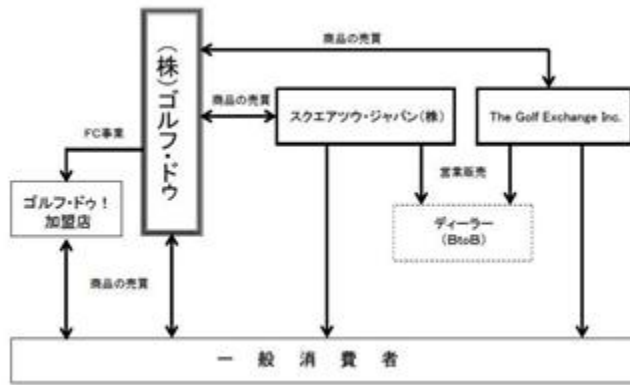 商品の売買
(株)ゴルフ・ドゥ
商品の売買
スクエアツウ・ジャパン(株)
The Golf Exchange Inc.
FC事業
営業販売
ゴルフ・ドゥ!
加盟店
ディーラー
(BtoB)
商品の売買
一般消費者